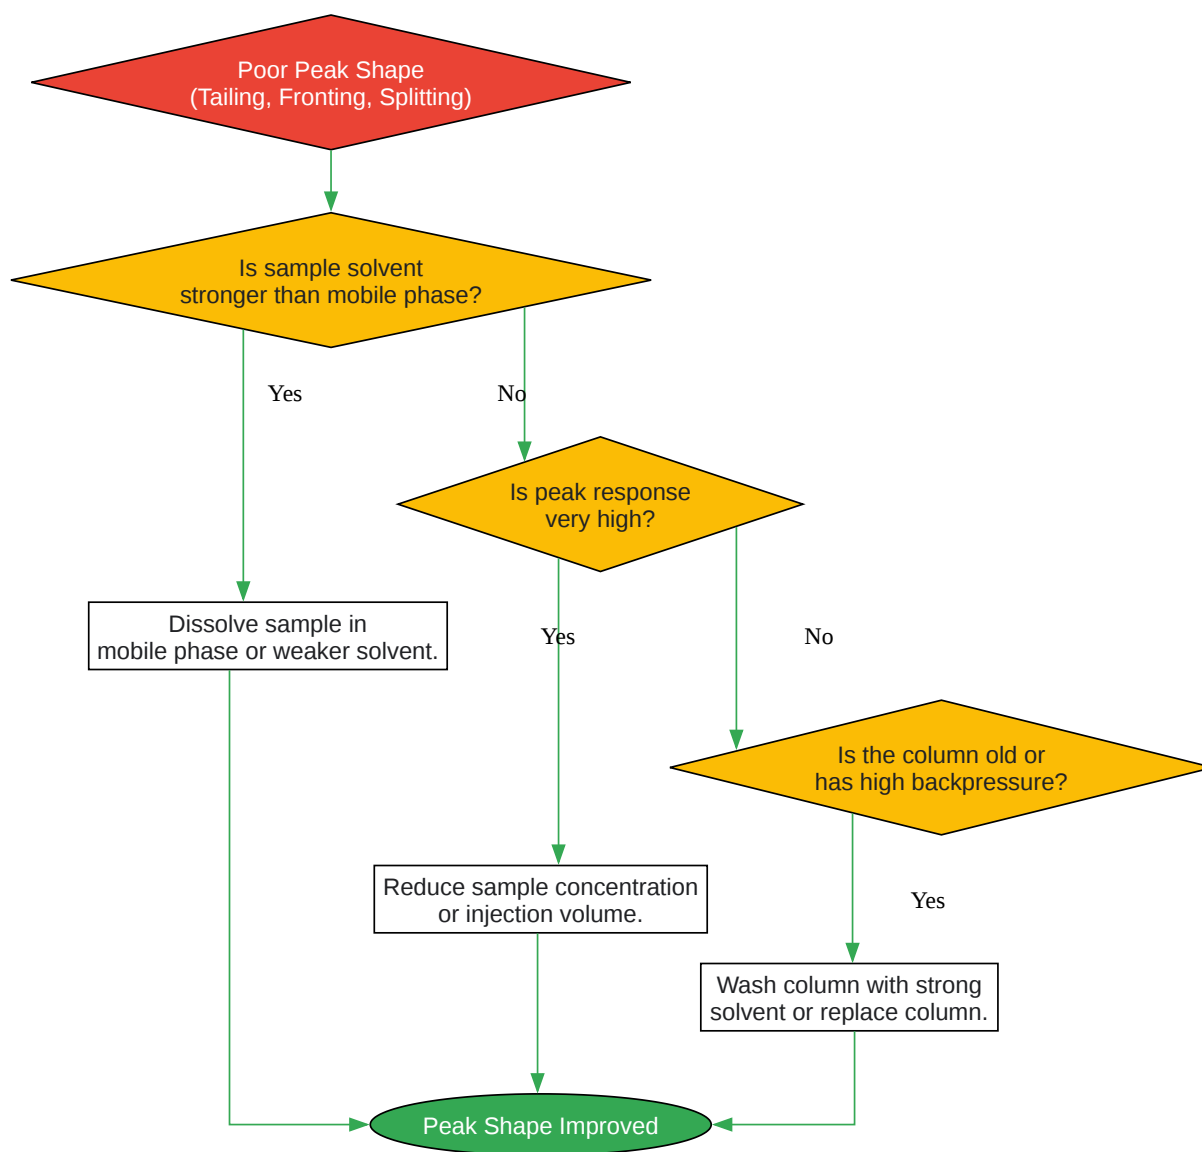 Poor Peak Shape
(Tailing, Fronting, Splitting)
Is sample solvent
stronger than mobile phase?
Yes
No
Is peak response
very high?
Dissolve sample in
mobile phase or weaker solvent.
Yes
No
Is the column old or
has high backpressure?
Reduce sample concentration
or injection volume.
Yes
Wash column with strong
solvent or replace column.
Peak Shape Improved